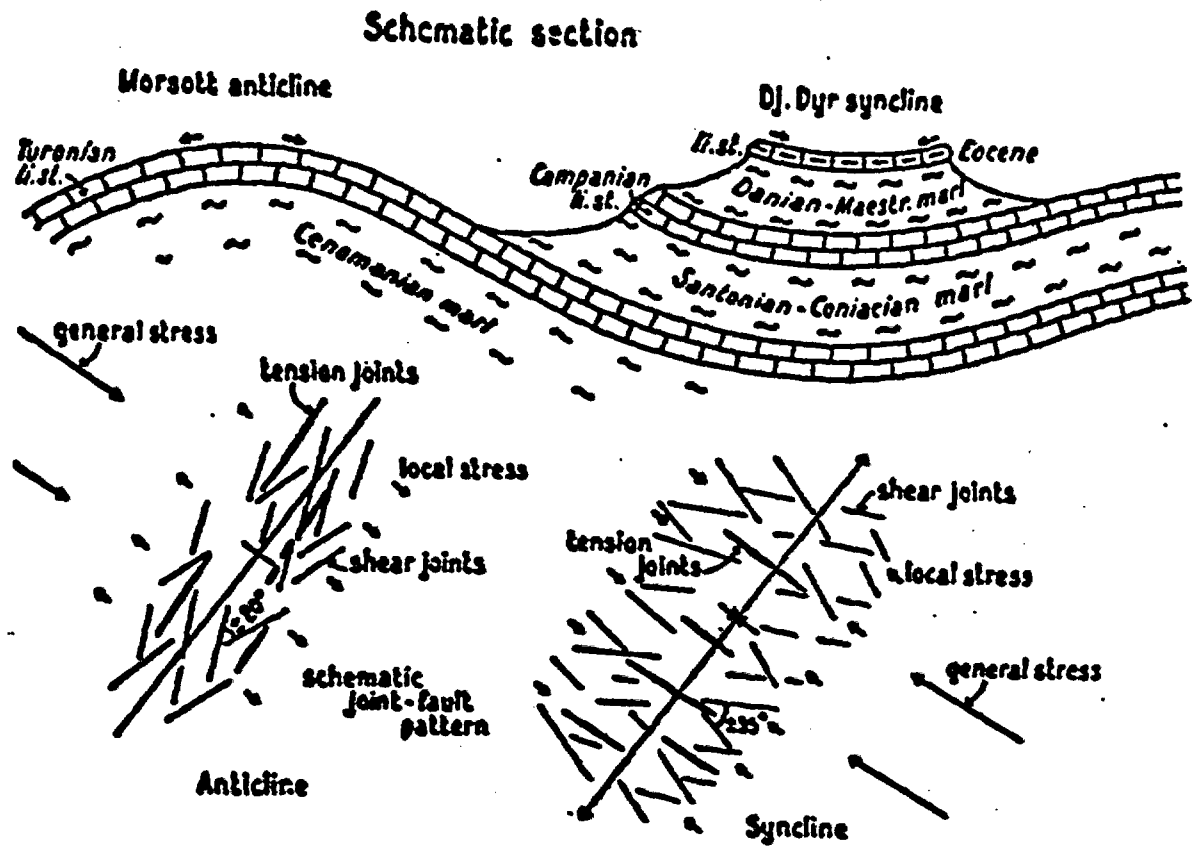 Schematic section
Morsott anticline
Dj. Dyr syncline
Turonian
li.st.
li.st.
Eocene
Campanian
li.st.
Danian-Maestr. marl
Cenomanian marl
Santonian-Coniacian marl
general stress
tension joints
local stress
shear joints
shear joints
tension
joints
local stress
schematic
joint-fault
pattern
general stress
±35°
Anticline
Syncline